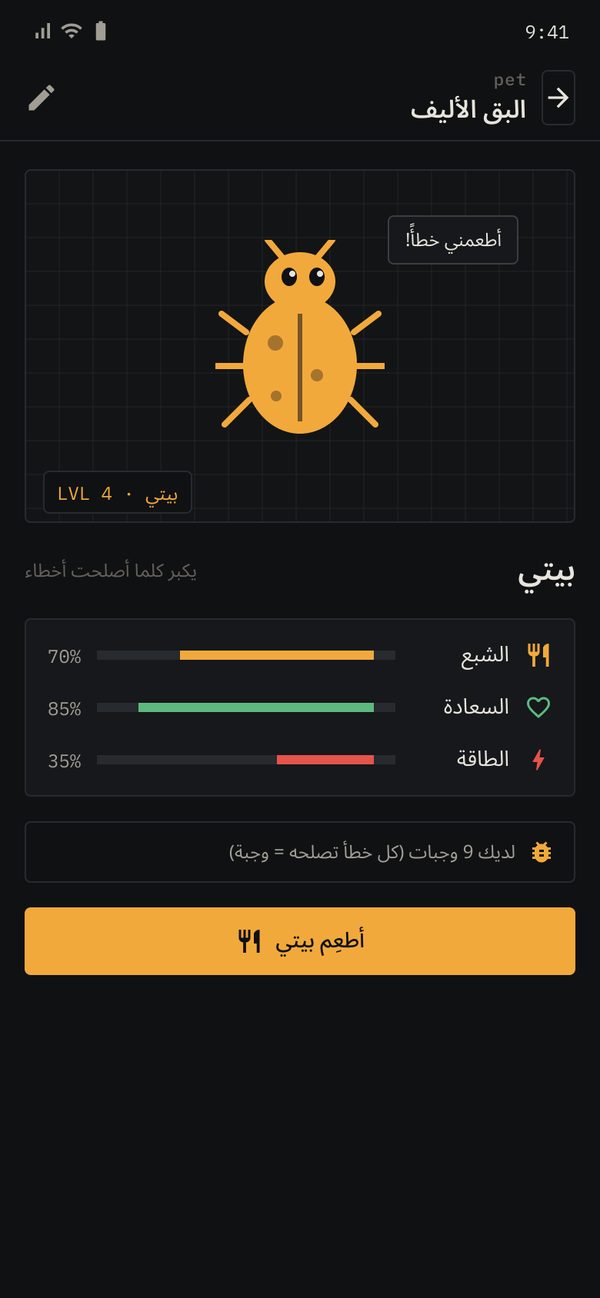 9:41
pet
البق الأليف
أطعمني خطأً!
بيتي · LVL 4
بيتي
يكبر كلما أصلحت أخطاء
الشبع 70%
السعادة 85%
الطاقة 35%
لديك 9 وجبات (كل خطأ تصلحه = وجبة)
أطعِم بيتي